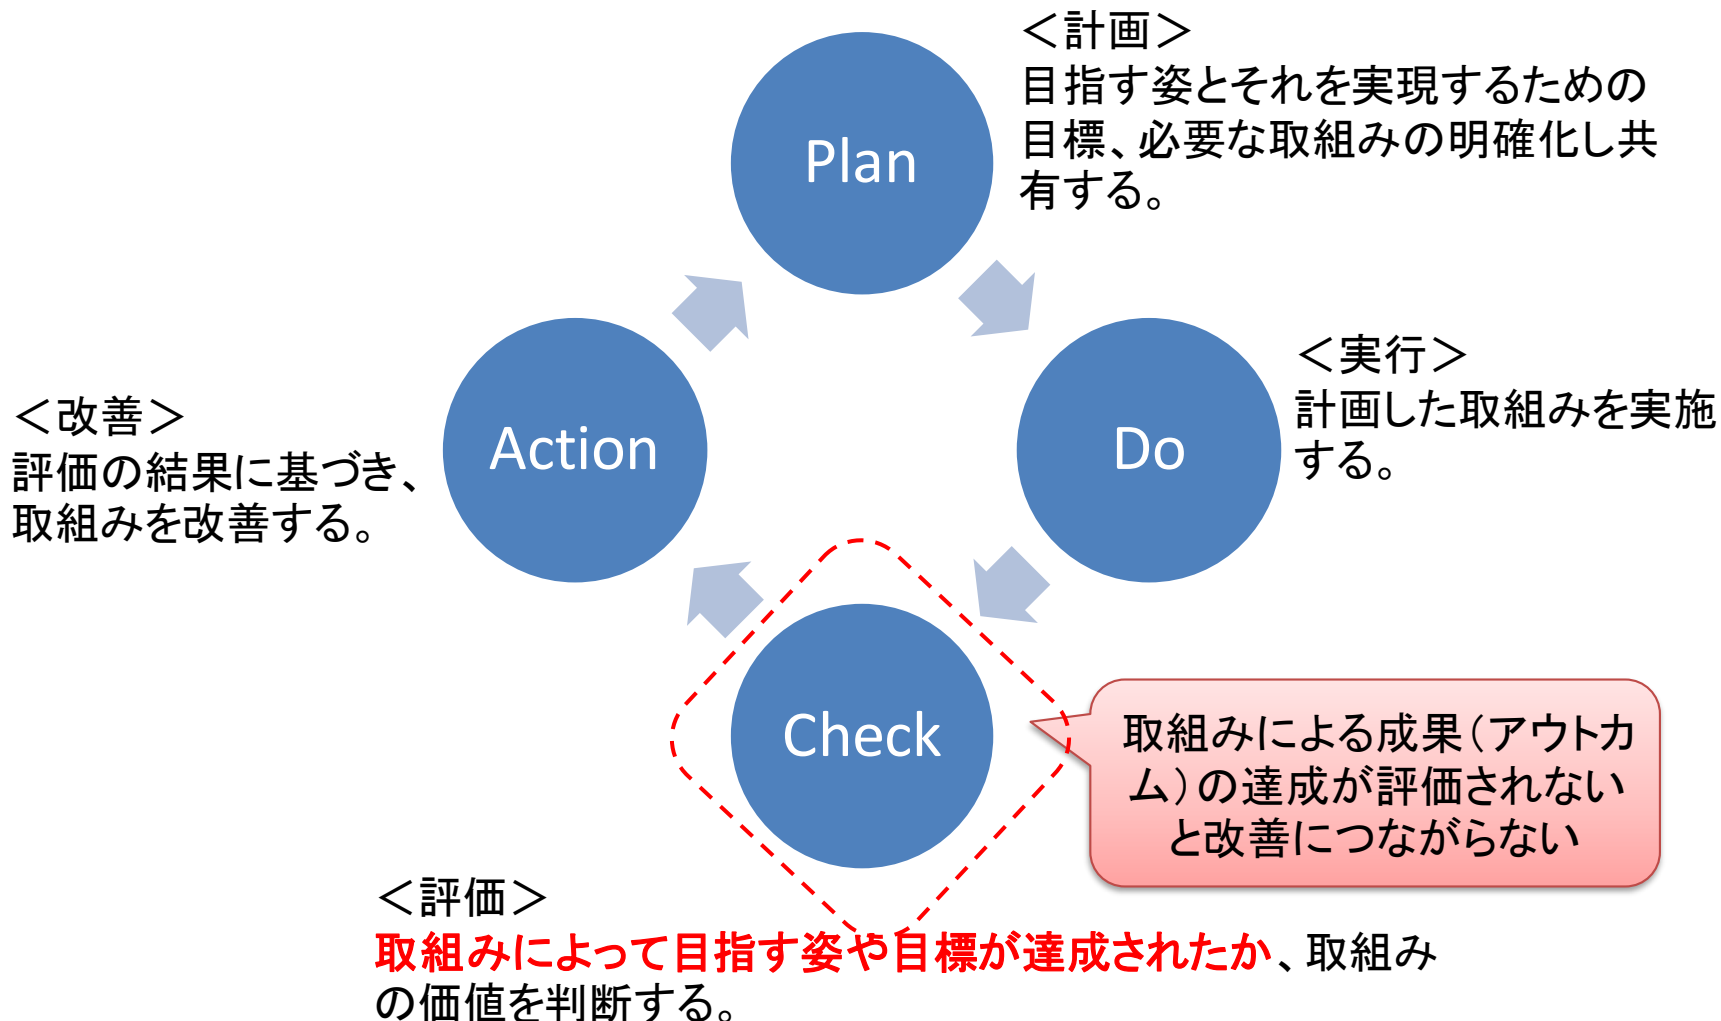 Plan
＜計画＞
目指す姿とそれを実現するための
目標、必要な取組みの明確化し共
有する。
Do
＜実行＞
計画した取組みを実施
する。
Check
取組みによる成果（アウトカ
ム）の達成が評価されない
と改善につながらない
＜評価＞
取組みによって目指す姿や目標が達成されたか、取組み
の価値を判断する。
Action
＜改善＞
評価の結果に基づき、
取組みを改善する。